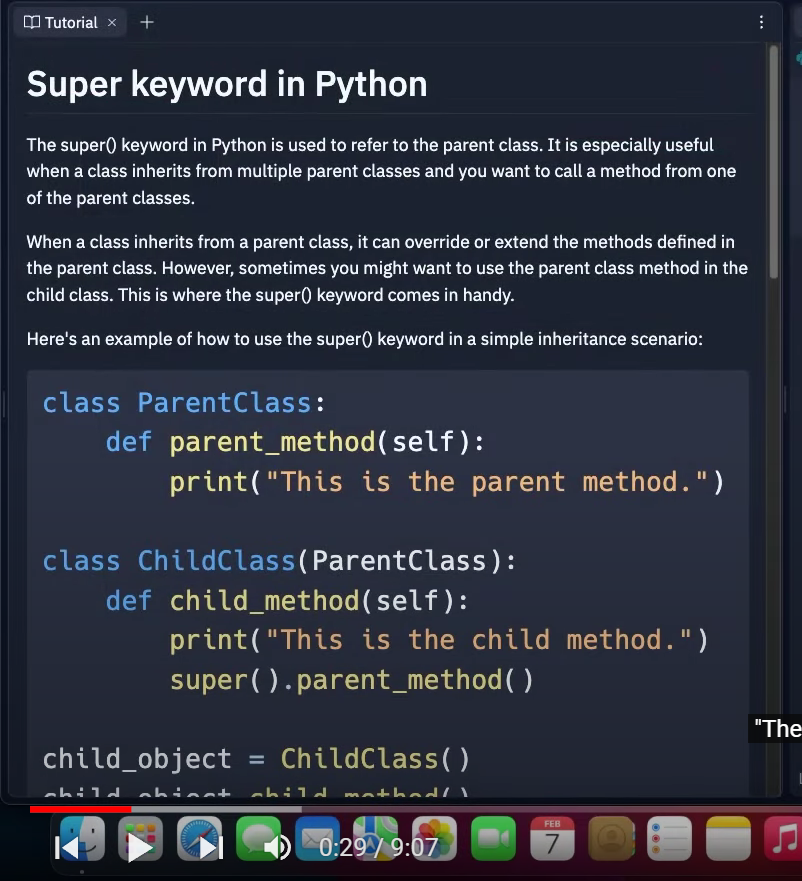 Tutorial
Super keyword in Python
The super() keyword in Python is used to refer to the parent class. It is especially useful
when a class inherits from multiple parent classes and you want to call a method from one
of the parent classes.
When a class inherits from a parent class, it can override or extend the methods defined in
the parent class. However, sometimes you might want to use the parent class method in the
child class. This is where the super() keyword comes in handy.
Here's an example of how to use the super() keyword in a simple inheritance scenario:
class ParentClass:
    def parent_method(self):
        print("This is the parent method.")
class ChildClass(ParentClass):
    def child_method(self):
        print("This is the child method.")
        super().parent_method()
"The
child_object = ChildClass()
child_object.child_method()
FEB
7
0:29 / 9:07